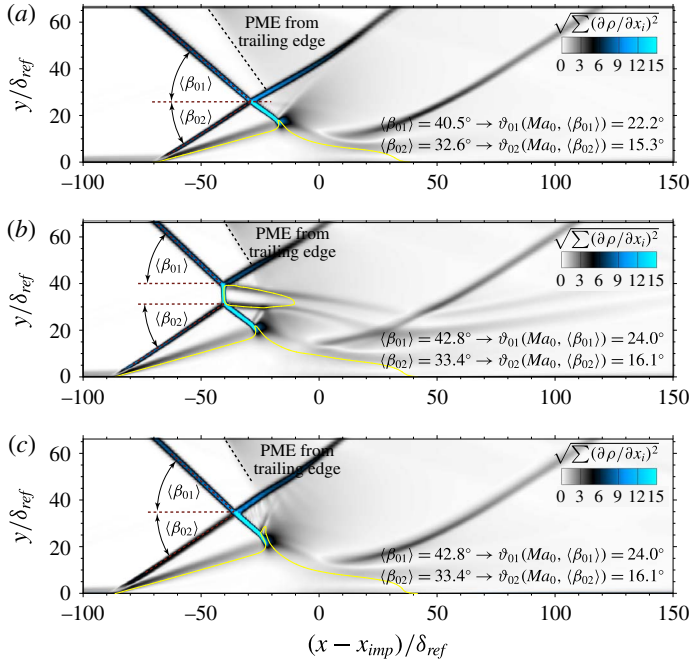 (a)
PME from
trailing edge
√∑(∂ρ/∂x_i)²
0 3 6 9 12 15
⟨β01⟩
⟨β02⟩
⟨β01⟩ = 40.5° → ϑ01(Ma0, ⟨β01⟩) = 22.2°
⟨β02⟩ = 32.6° → ϑ02(Ma0, ⟨β02⟩) = 15.3°
y/δref
60
40
20
0
−100 −50 0 50 100 150
(b)
PME from
trailing edge
√∑(∂ρ/∂x_i)²
0 3 6 9 12 15
⟨β01⟩
⟨β02⟩
⟨β01⟩ = 42.8° → ϑ01(Ma0, ⟨β01⟩) = 24.0°
⟨β02⟩ = 33.4° → ϑ02(Ma0, ⟨β02⟩) = 16.1°
y/δref
60
40
20
0
−100 −50 0 50 100 150
(c)
PME from
trailing edge
√∑(∂ρ/∂x_i)²
0 3 6 9 12 15
⟨β01⟩
⟨β02⟩
⟨β01⟩ = 42.8° → ϑ01(Ma0, ⟨β01⟩) = 24.0°
⟨β02⟩ = 33.4° → ϑ02(Ma0, ⟨β02⟩) = 16.1°
y/δref
60
40
20
0
−100 −50 0 50 100 150
(x − ximp)/δref